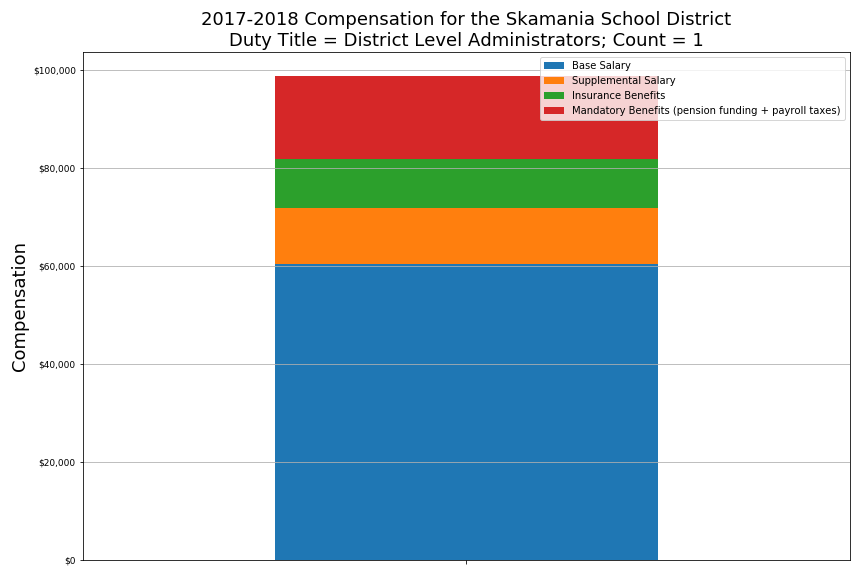 2017-2018 Compensation for the Skamania School District
Duty Title = District Level Administrators; Count = 1
Base Salary
Supplemental Salary
Insurance Benefits
Mandatory Benefits (pension funding + payroll taxes)
$100,000
$80,000
$60,000
$40,000
$20,000
$0
Compensation